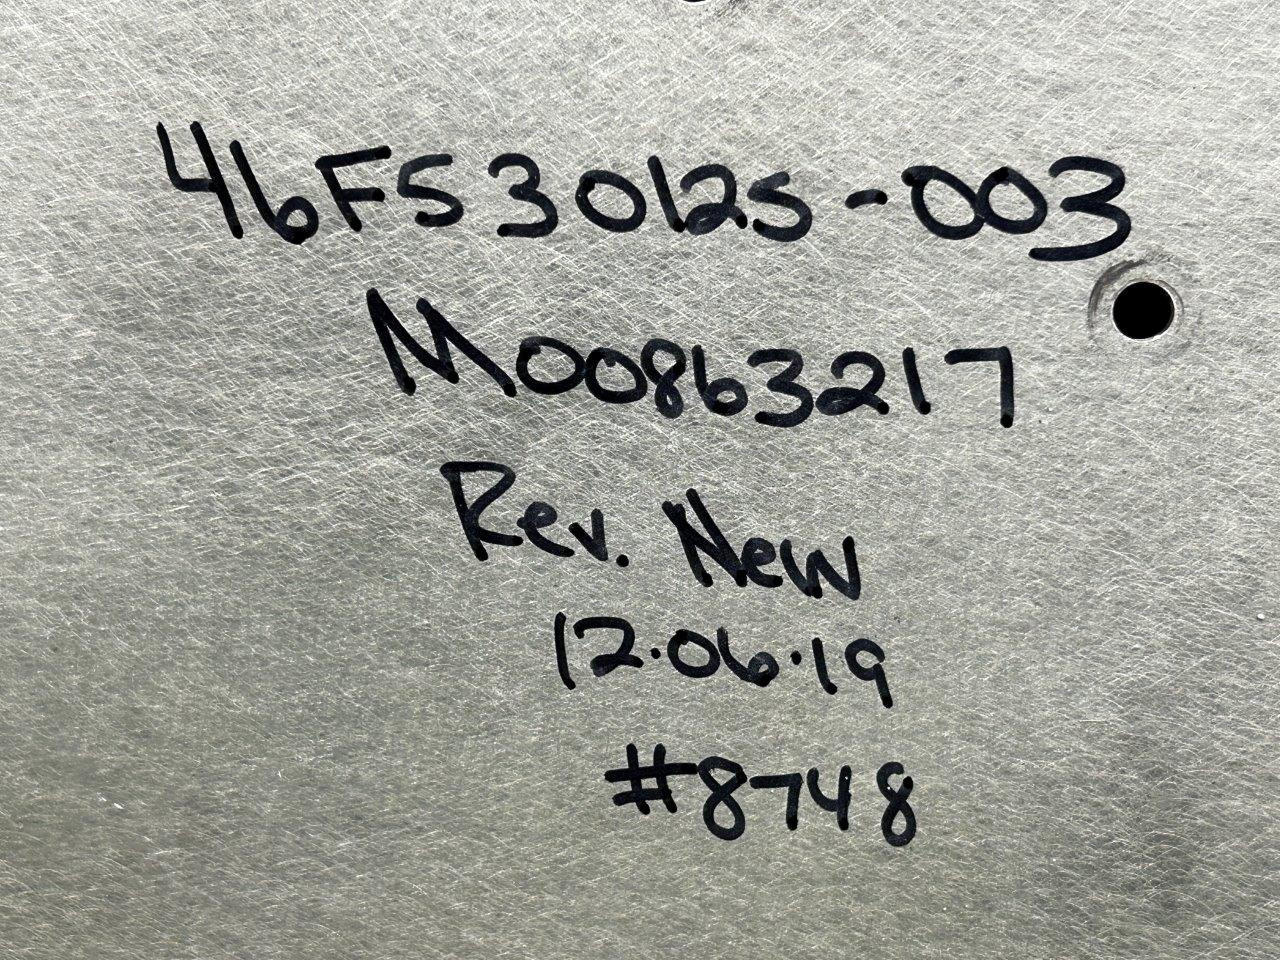 46F530125-003
M00863217
Rev. New
12.06.19
#8748